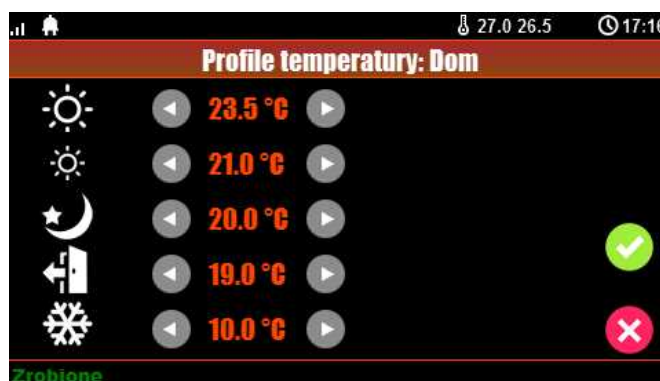 27.0 26.5 17:16
Profile temperatury: Dom
23.5 °C
21.0 °C
20.0 °C
19.0 °C
10.0 °C
Zrobione